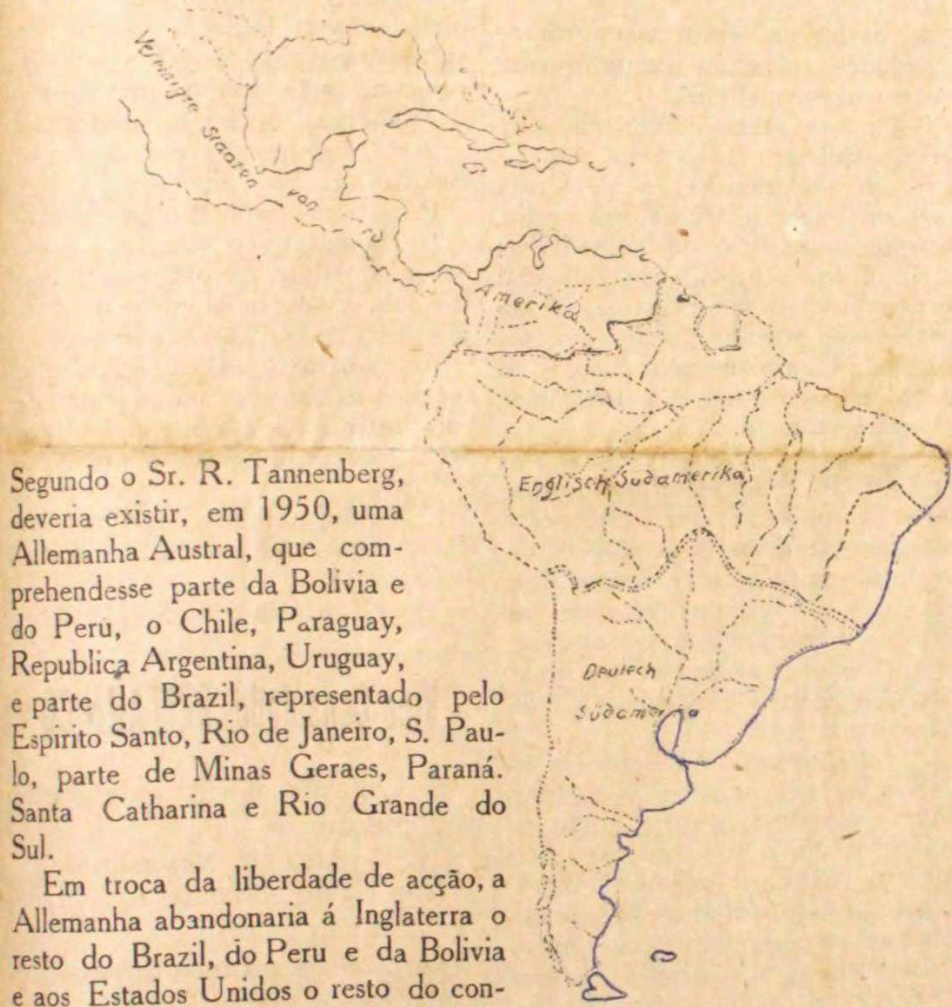 Vereinigte Staaten von
Amerika
Englisch Südamerika
Deutsch
Südamerika
Segundo o Sr. R. Tannenberg,
deveria existir, em 1950, uma
Allemanha Austral, que com-
prehendesse parte da Bolivia e
do Peru, o Chile, Paraguay,
Republica Argentina, Uruguay,
e parte do Brazil, representado pelo
Espirito Santo, Rio de Janeiro, S. Pau-
lo, parte de Minas Geraes, Paraná.
Santa Catharina e Rio Grande do
Sul.
Em troca da liberdade de acção, a
Allemanha abandonaria á Inglaterra o
resto do Brazil, do Peru e da Bolivia
e aos Estados Unidos o resto do con-